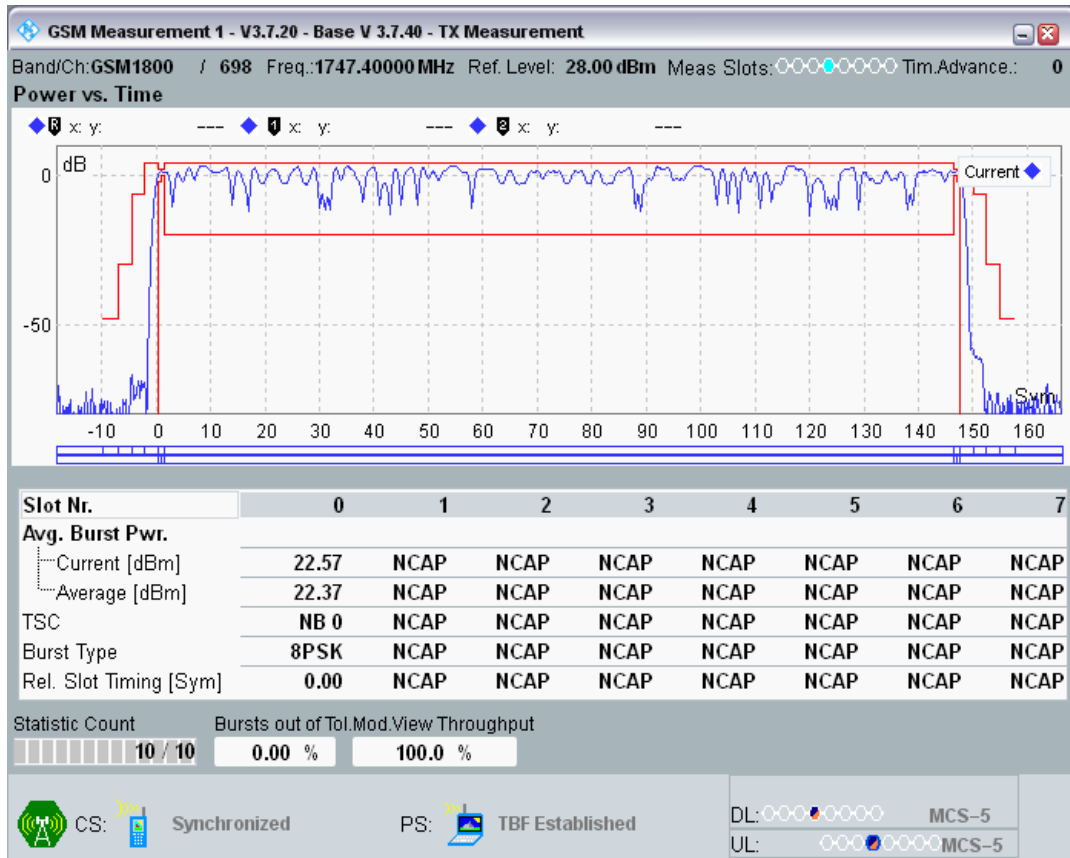 GSM Measurement 1 - V3.7.20 - Base V 3.7.40 - TX Measurement
Band/Ch:GSM1800 / 698 Freq.:1747.40000 MHz Ref. Level: 28.00 dBm Meas Slots: Tim.Advance.: 0
Power vs. Time
R x: y: --- 1 x: y: --- 2 x: y: ---
dB
Current
0
-50
Sym
-10 0 10 20 30 40 50 60 70 80 90 100 110 120 130 140 150 160
Slot Nr. 0 1 2 3 4 5 6 7
Avg. Burst Pwr.
Current [dBm] 22.57 NCAP NCAP NCAP NCAP NCAP NCAP NCAP
Average [dBm] 22.37 NCAP NCAP NCAP NCAP NCAP NCAP NCAP
TSC NB 0 NCAP NCAP NCAP NCAP NCAP NCAP NCAP
Burst Type 8PSK NCAP NCAP NCAP NCAP NCAP NCAP NCAP
Rel. Slot Timing [Sym] 0.00 NCAP NCAP NCAP NCAP NCAP NCAP NCAP
Statistic Count Bursts out of Tol.Mod.View Throughput
10 / 10 0.00 % 100.0 %
CS: Synchronized PS: TBF Established
DL: MCS-5
UL: MCS-5